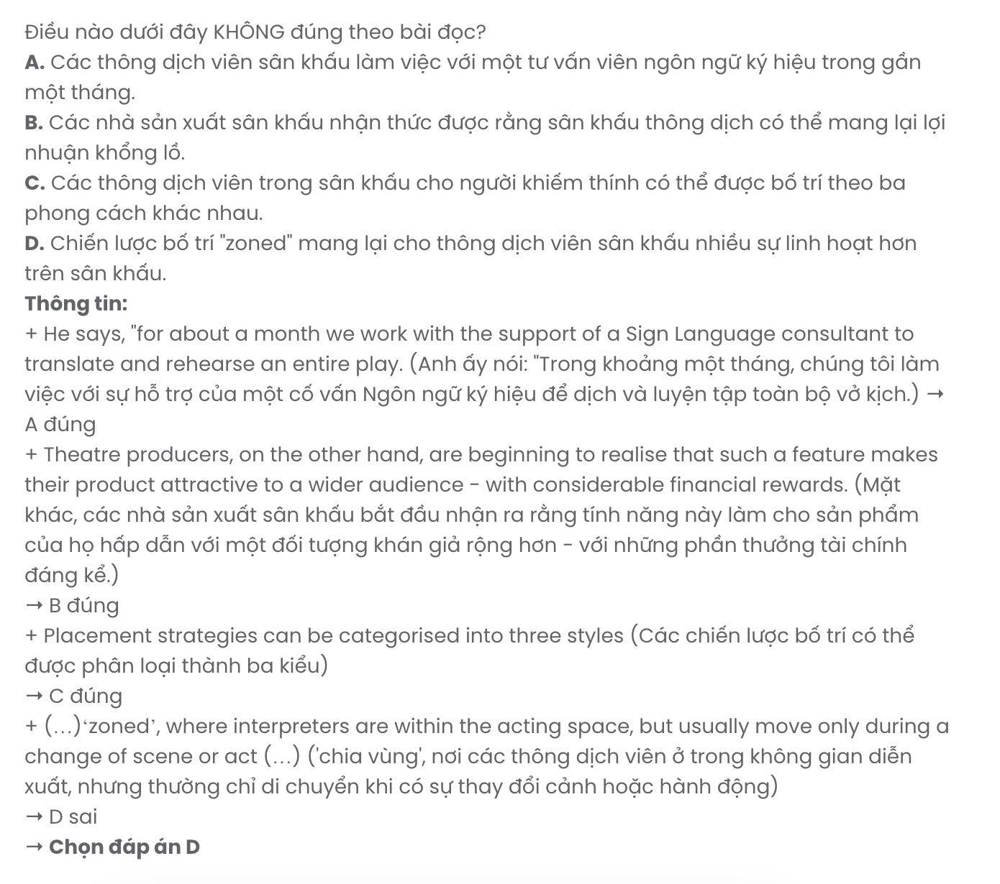 Điều nào dưới đây KHÔNG đúng theo bài đọc?
A. Các thông dịch viên sân khấu làm việc với một tư vấn viên ngôn ngữ ký hiệu trong gần
một tháng.
B. Các nhà sản xuất sân khấu nhận thức được rằng sân khấu thông dịch có thể mang lại lợi
nhuận khổng lồ.
C. Các thông dịch viên trong sân khấu cho người khiếm thính có thể được bố trí theo ba
phong cách khác nhau.
D. Chiến lược bố trí "zoned" mang lại cho thông dịch viên sân khấu nhiều sự linh hoạt hơn
trên sân khấu.
Thông tin:
+ He says, "for about a month we work with the support of a Sign Language consultant to
translate and rehearse an entire play. (Anh ấy nói: "Trong khoảng một tháng, chúng tôi làm
việc với sự hỗ trợ của một cố vấn Ngôn ngữ ký hiệu để dịch và luyện tập toàn bộ vở kịch.) →
A đúng
+ Theatre producers, on the other hand, are beginning to realise that such a feature makes
their product attractive to a wider audience - with considerable financial rewards. (Mặt
khác, các nhà sản xuất sân khấu bắt đầu nhận ra rằng tính năng này làm cho sản phẩm
của họ hấp dẫn với một đối tượng khán giả rộng hơn - với những phần thưởng tài chính
đáng kể.)
→ B đúng
+ Placement strategies can be categorised into three styles (Các chiến lược bố trí có thể
được phân loại thành ba kiểu)
→ C đúng
+ (…)‘zoned’, where interpreters are within the acting space, but usually move only during a
change of scene or act (…) ('chia vùng', nơi các thông dịch viên ở trong không gian diễn
xuất, nhưng thường chỉ di chuyển khi có sự thay đổi cảnh hoặc hành động)
→ D sai
→ Chọn đáp án D